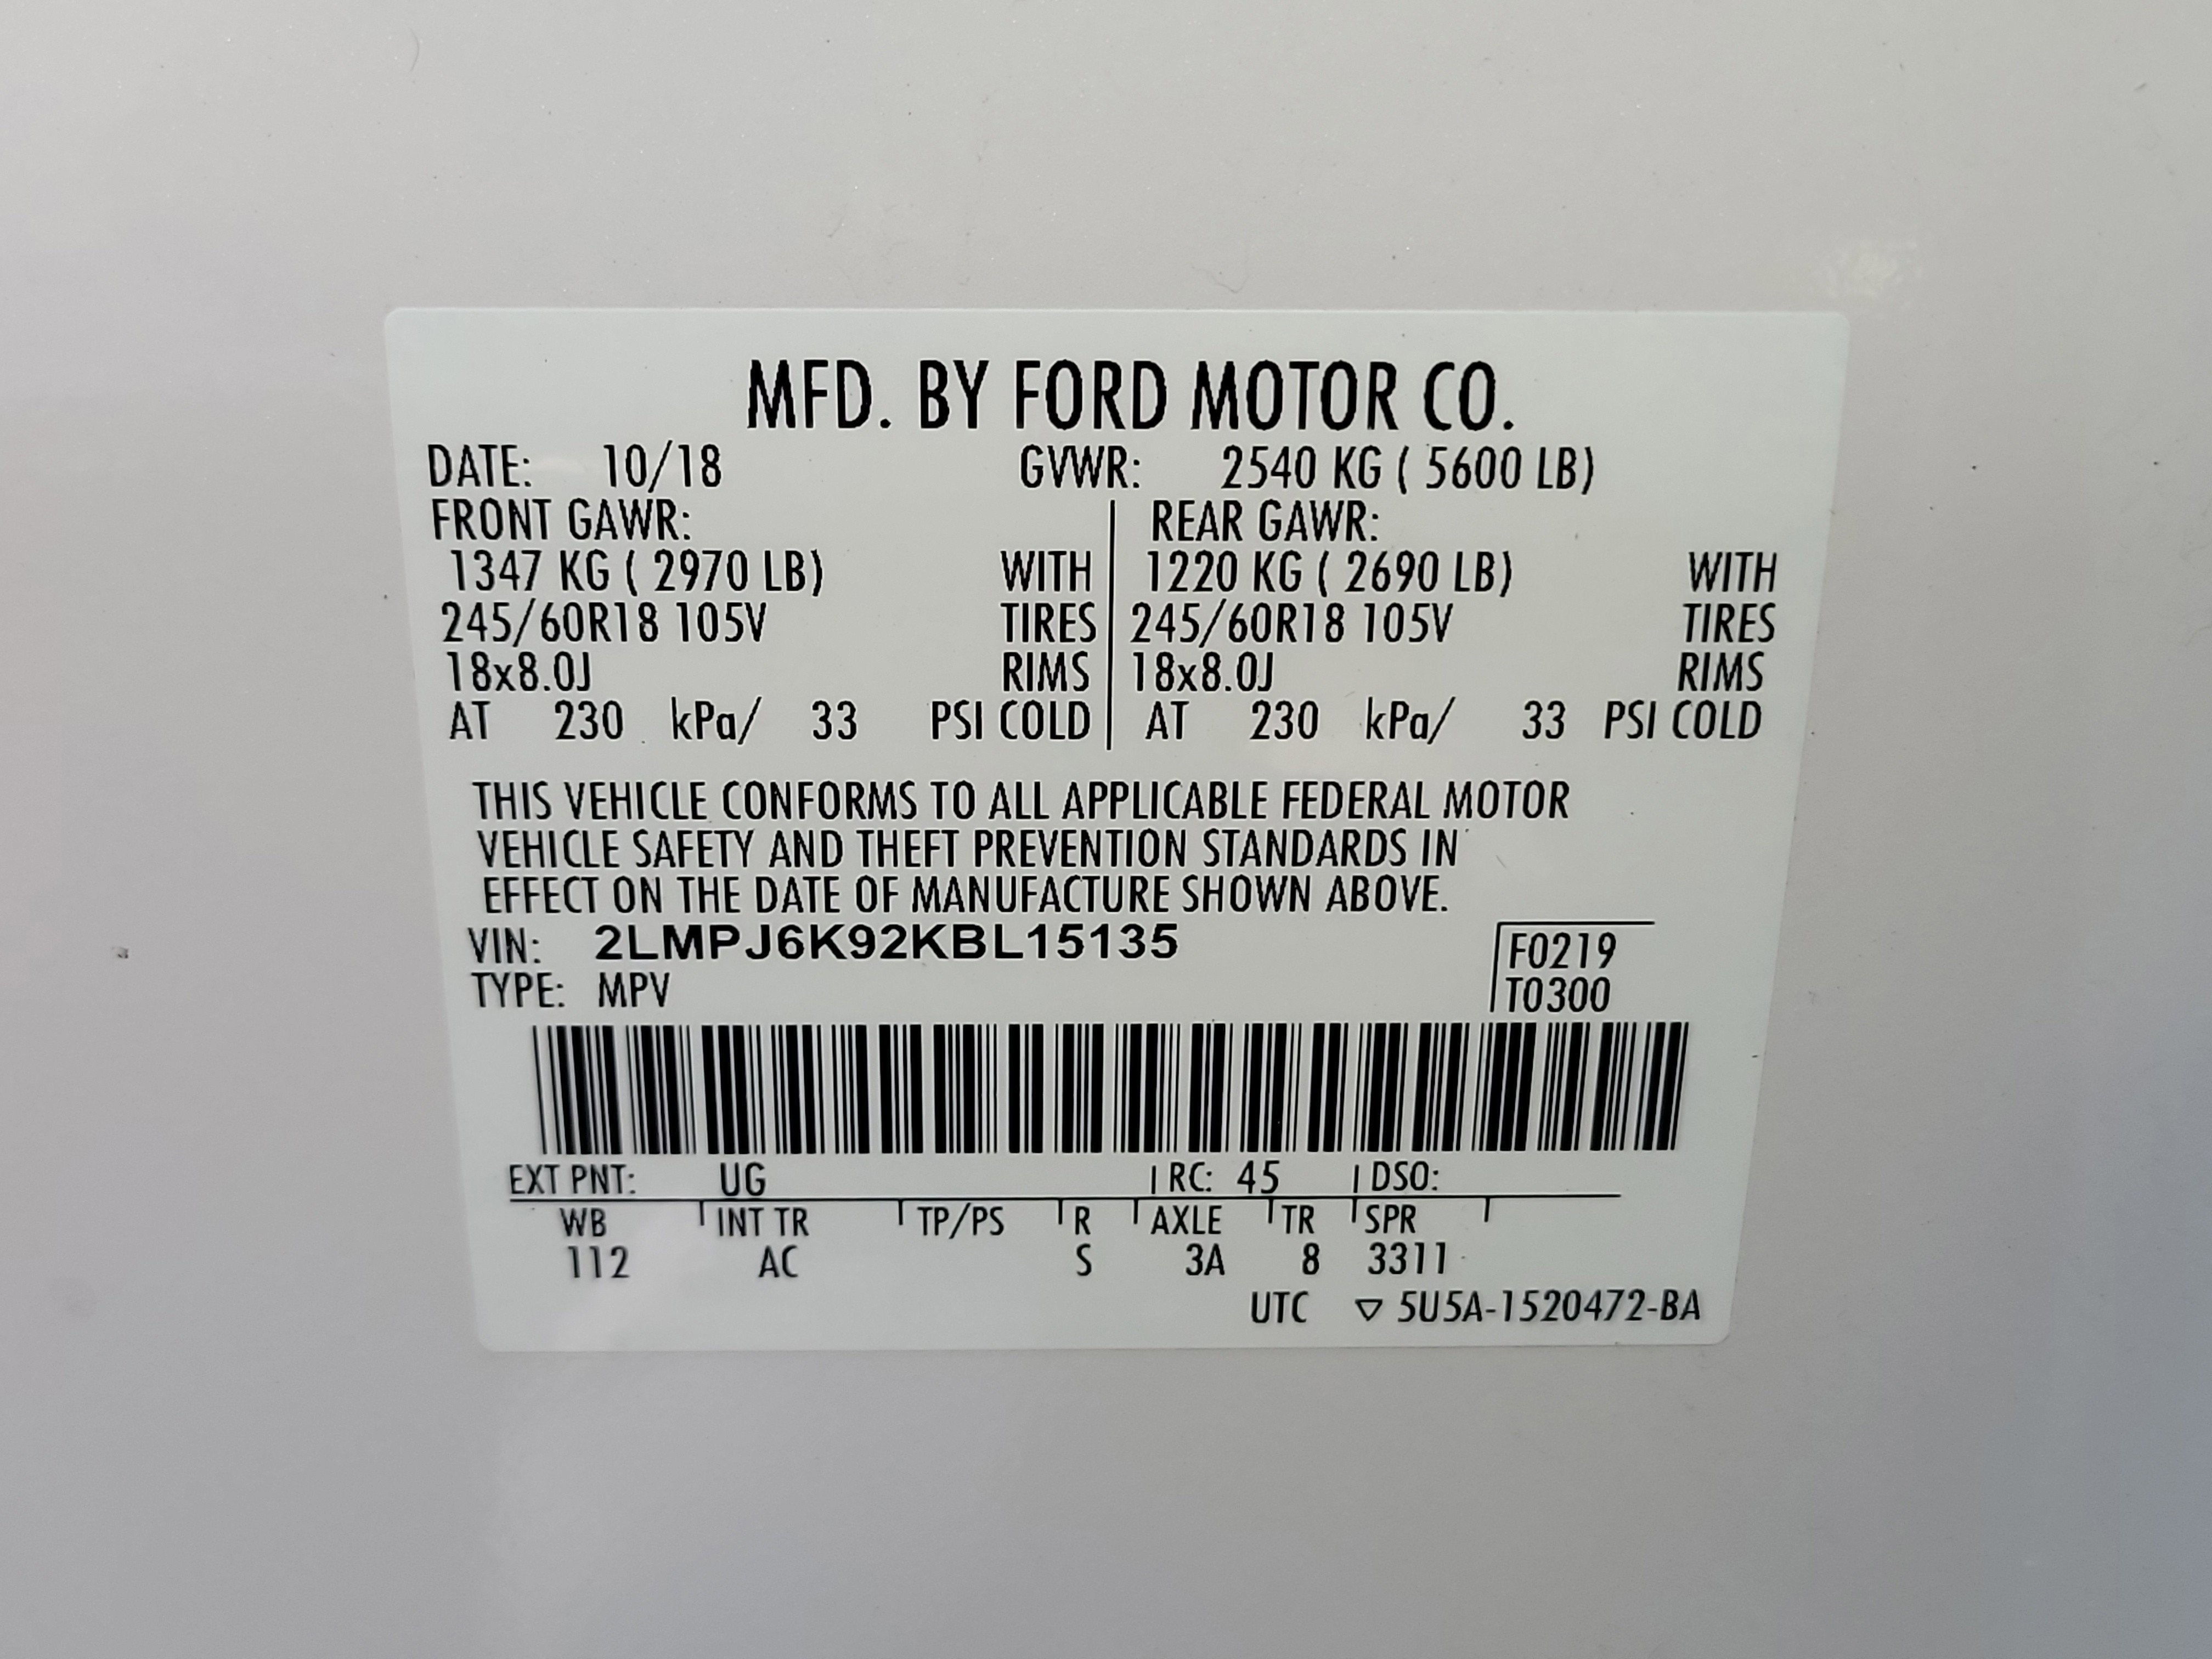 MFD. BY FORD MOTOR CO.
DATE: 10/18 GVWR: 2540 KG ( 5600 LB)
FRONT GAWR: REAR GAWR:
1347 KG ( 2970 LB) WITH 1220 KG ( 2690 LB) WITH
245/60R18 105V TIRES 245/60R18 105V TIRES
18x8.0J RIMS 18x8.0J RIMS
AT 230 kPa/ 33 PSI COLD AT 230 kPa/ 33 PSI COLD
THIS VEHICLE CONFORMS TO ALL APPLICABLE FEDERAL MOTOR
VEHICLE SAFETY AND THEFT PREVENTION STANDARDS IN
EFFECT ON THE DATE OF MANUFACTURE SHOWN ABOVE.
VIN: 2LMPJ6K92KBL15135 F0219
TYPE: MPV T0300
EXT PNT: UG RC: 45 DSO:
WB INT TR TP/PS R AXLE TR SPR
112 AC S 3A 8 3311
UTC ▽ 5U5A-1520472-BA